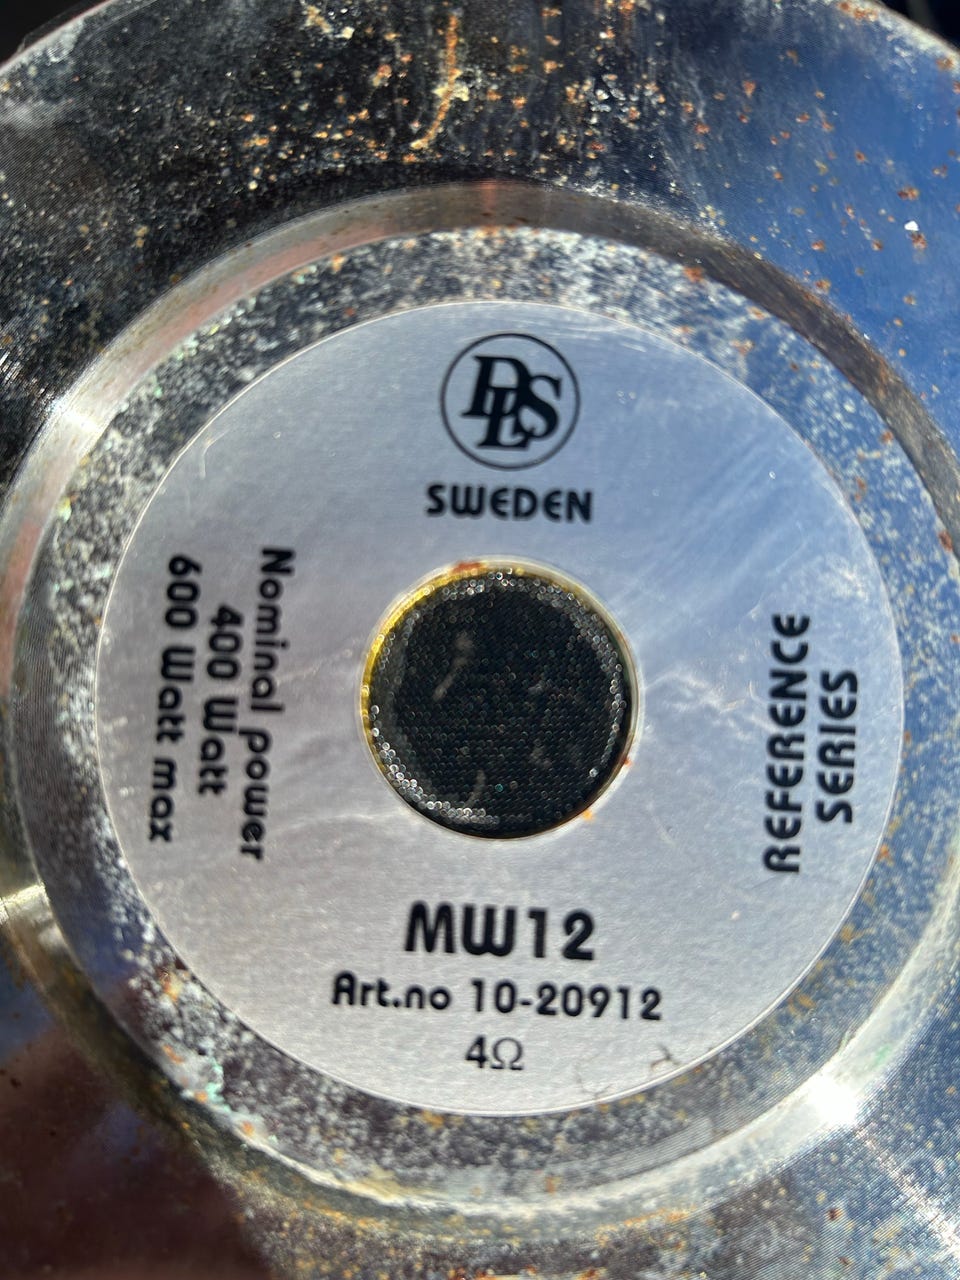 DLS
SWEDEN
REFERENCE
SERIES
Nominal power
400 Watt
600 Watt max
MW12
Art.no 10-20912
4Ω